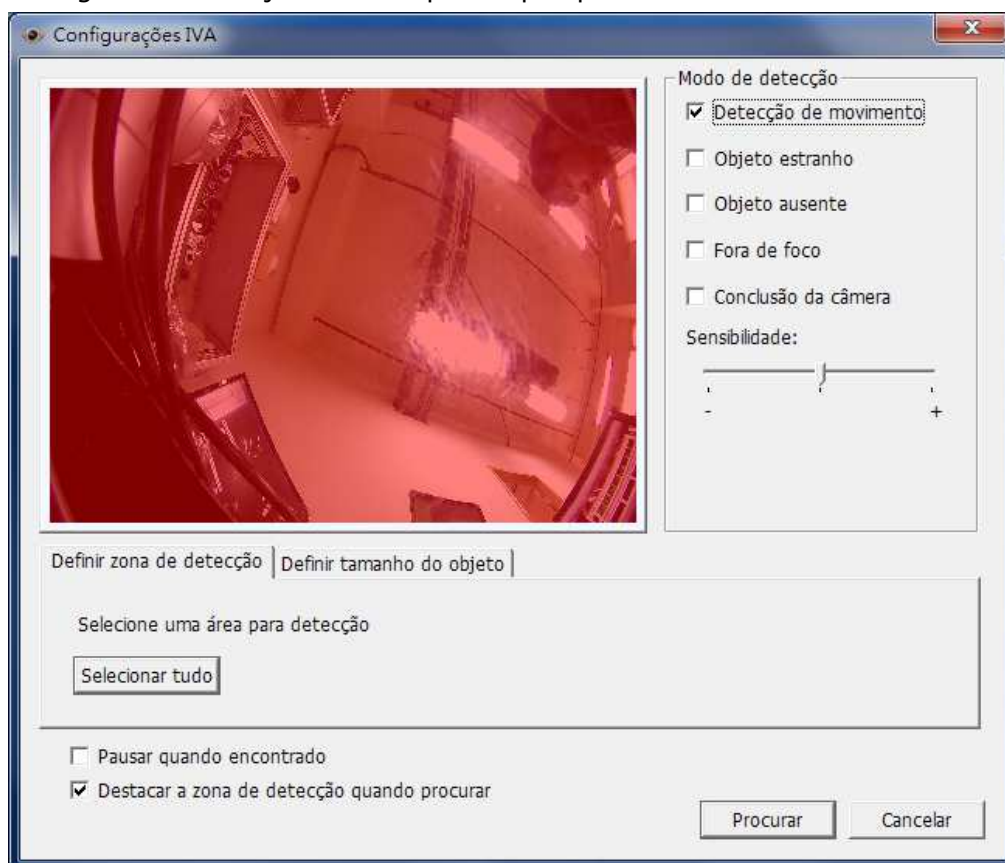 Configurações IVA
Modo de detecção
Detecção de movimento
Objeto estranho
Objeto ausente
Fora de foco
Conclusão da câmera
Sensibilidade:
- +
Definir zona de detecção Definir tamanho do objeto
Selecione uma área para detecção
Selecionar tudo
Pausar quando encontrado
Destacar a zona de detecção quando procurar
Procurar Cancelar